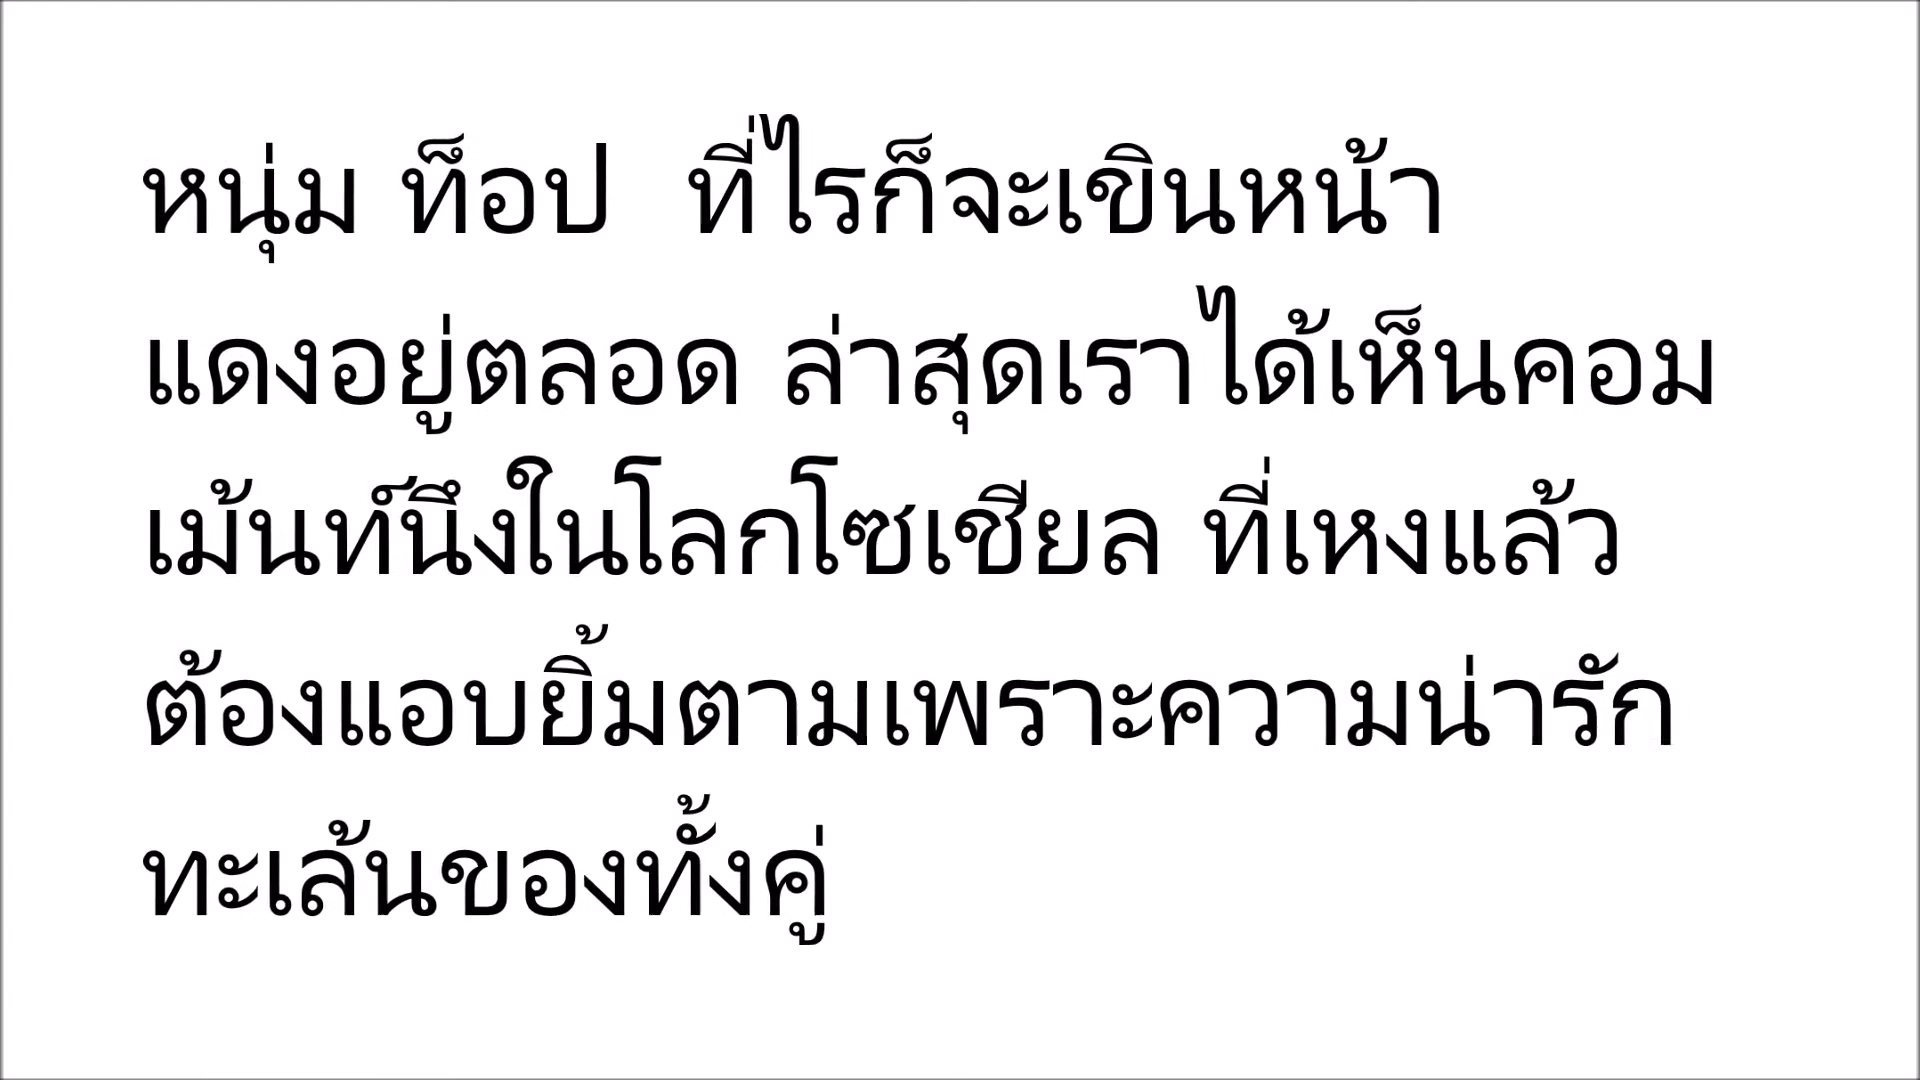 หนุ่ม ท็อป  ที่ไรก็จะเขินหน้า
แดงอยู่ตลอด ล่าสุดเราได้เห็นคอม
เม้นท์นึงในโลกโซเชียล ที่เหงแล้ว
ต้องแอบยิ้มตามเพราะความน่ารัก
ทะเล้นของทั้งคู่